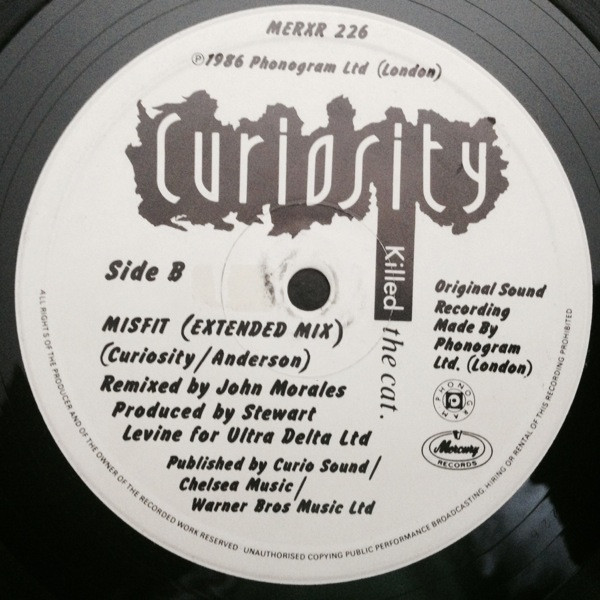 MERXR 226
℗1986 Phonogram Ltd (London)
Curiosity
Killed
the cat.
Side B
MISFIT (EXTENDED MIX)
(Curiosity/Anderson)
Remixed by John Morales
Produced by Stewart
Levine for Ultra Delta Ltd
Published by Curio Sound/
Chelsea Music/
Warner Bros Music Ltd
Original Sound
Recording
Made By
Phonogram
Ltd. (London)
PHONOGRAM
Mercury
RECORDS
ALL RIGHTS OF THE PRODUCER AND OF THE OWNER OF THE RECORDED WORK RESERVED UNAUTHORISED COPYING PUBLIC PERFORMANCE BROADCASTING HIRING OR RENTAL OF THIS RECORDING PROHIBITED